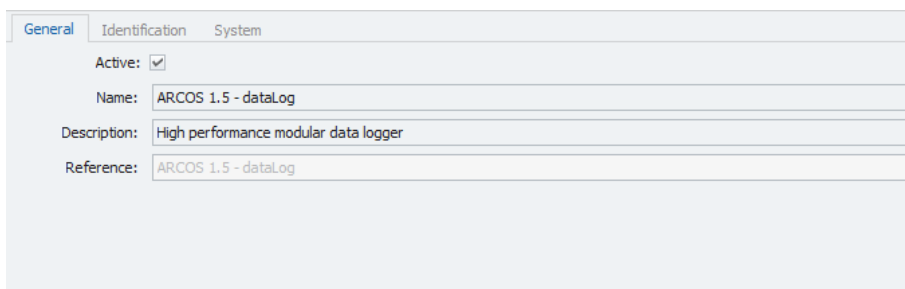 General Identification System
Active:
Name: ARCOS 1.5 - dataLog
Description: High performance modular data logger
Reference: ARCOS 1.5 - dataLog